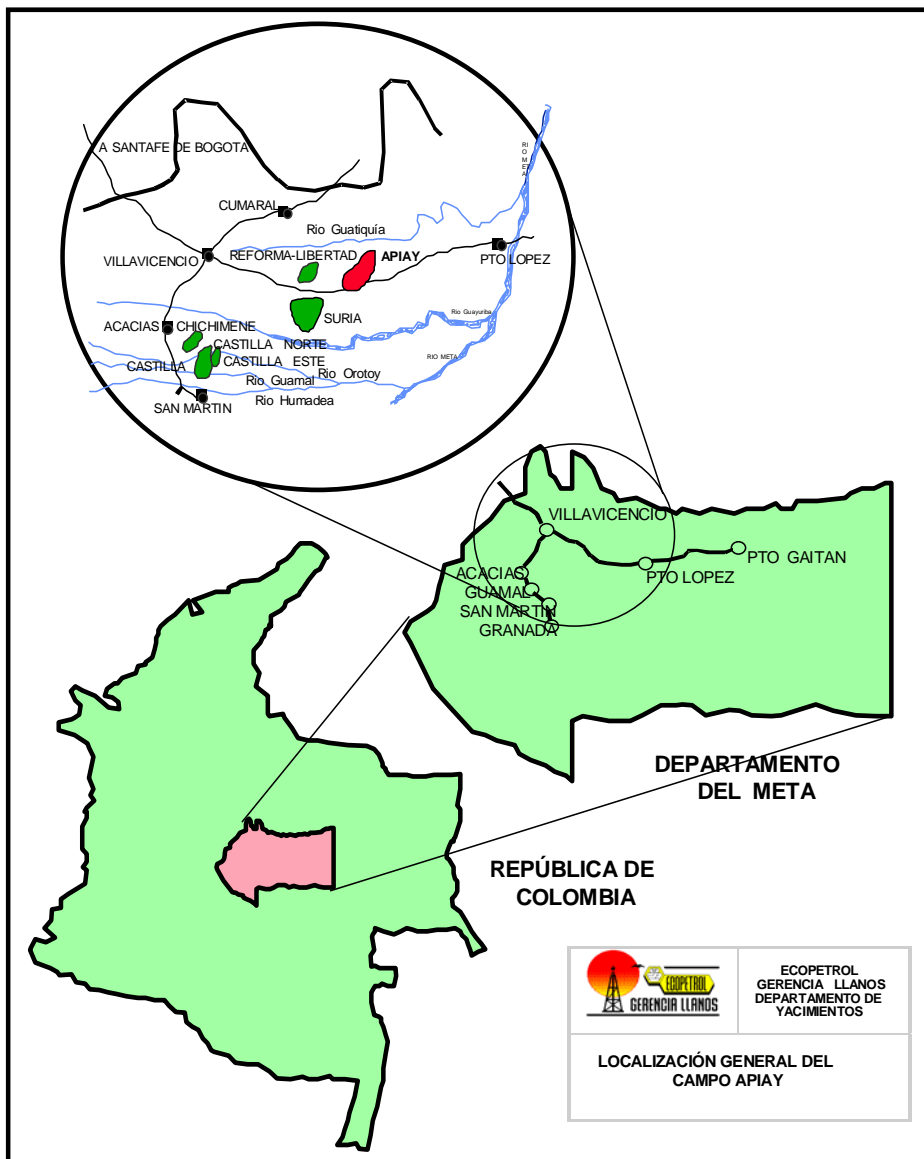 A SANTAFE DE BOGOTA
RIO META
CUMARAL
Rio Guatiquía
VILLAVICENCIO
REFORMA-LIBERTAD
APIAY
PTO LOPEZ
SURIA
Rio Guayuriba
ACACIAS
CHICHIMENE
CASTILLA NORTE
CASTILLA ESTE
CASTILLA
RIO META
Rio Orotoy
Rio Guamal
Rio Humadea
SAN MARTIN
VILLAVICENCIO
PTO GAITAN
PTO LOPEZ
ACACIAS
GUAMAL
SAN MARTIN
GRANADA
DEPARTAMENTO
DEL META
REPÚBLICA DE
COLOMBIA
ECOPETROL
GERENCIA LLANOS
ECOPETROL
GERENCIA LLANOS
DEPARTAMENTO DE
YACIMIENTOS
LOCALIZACIÓN GENERAL DEL
CAMPO APIAY